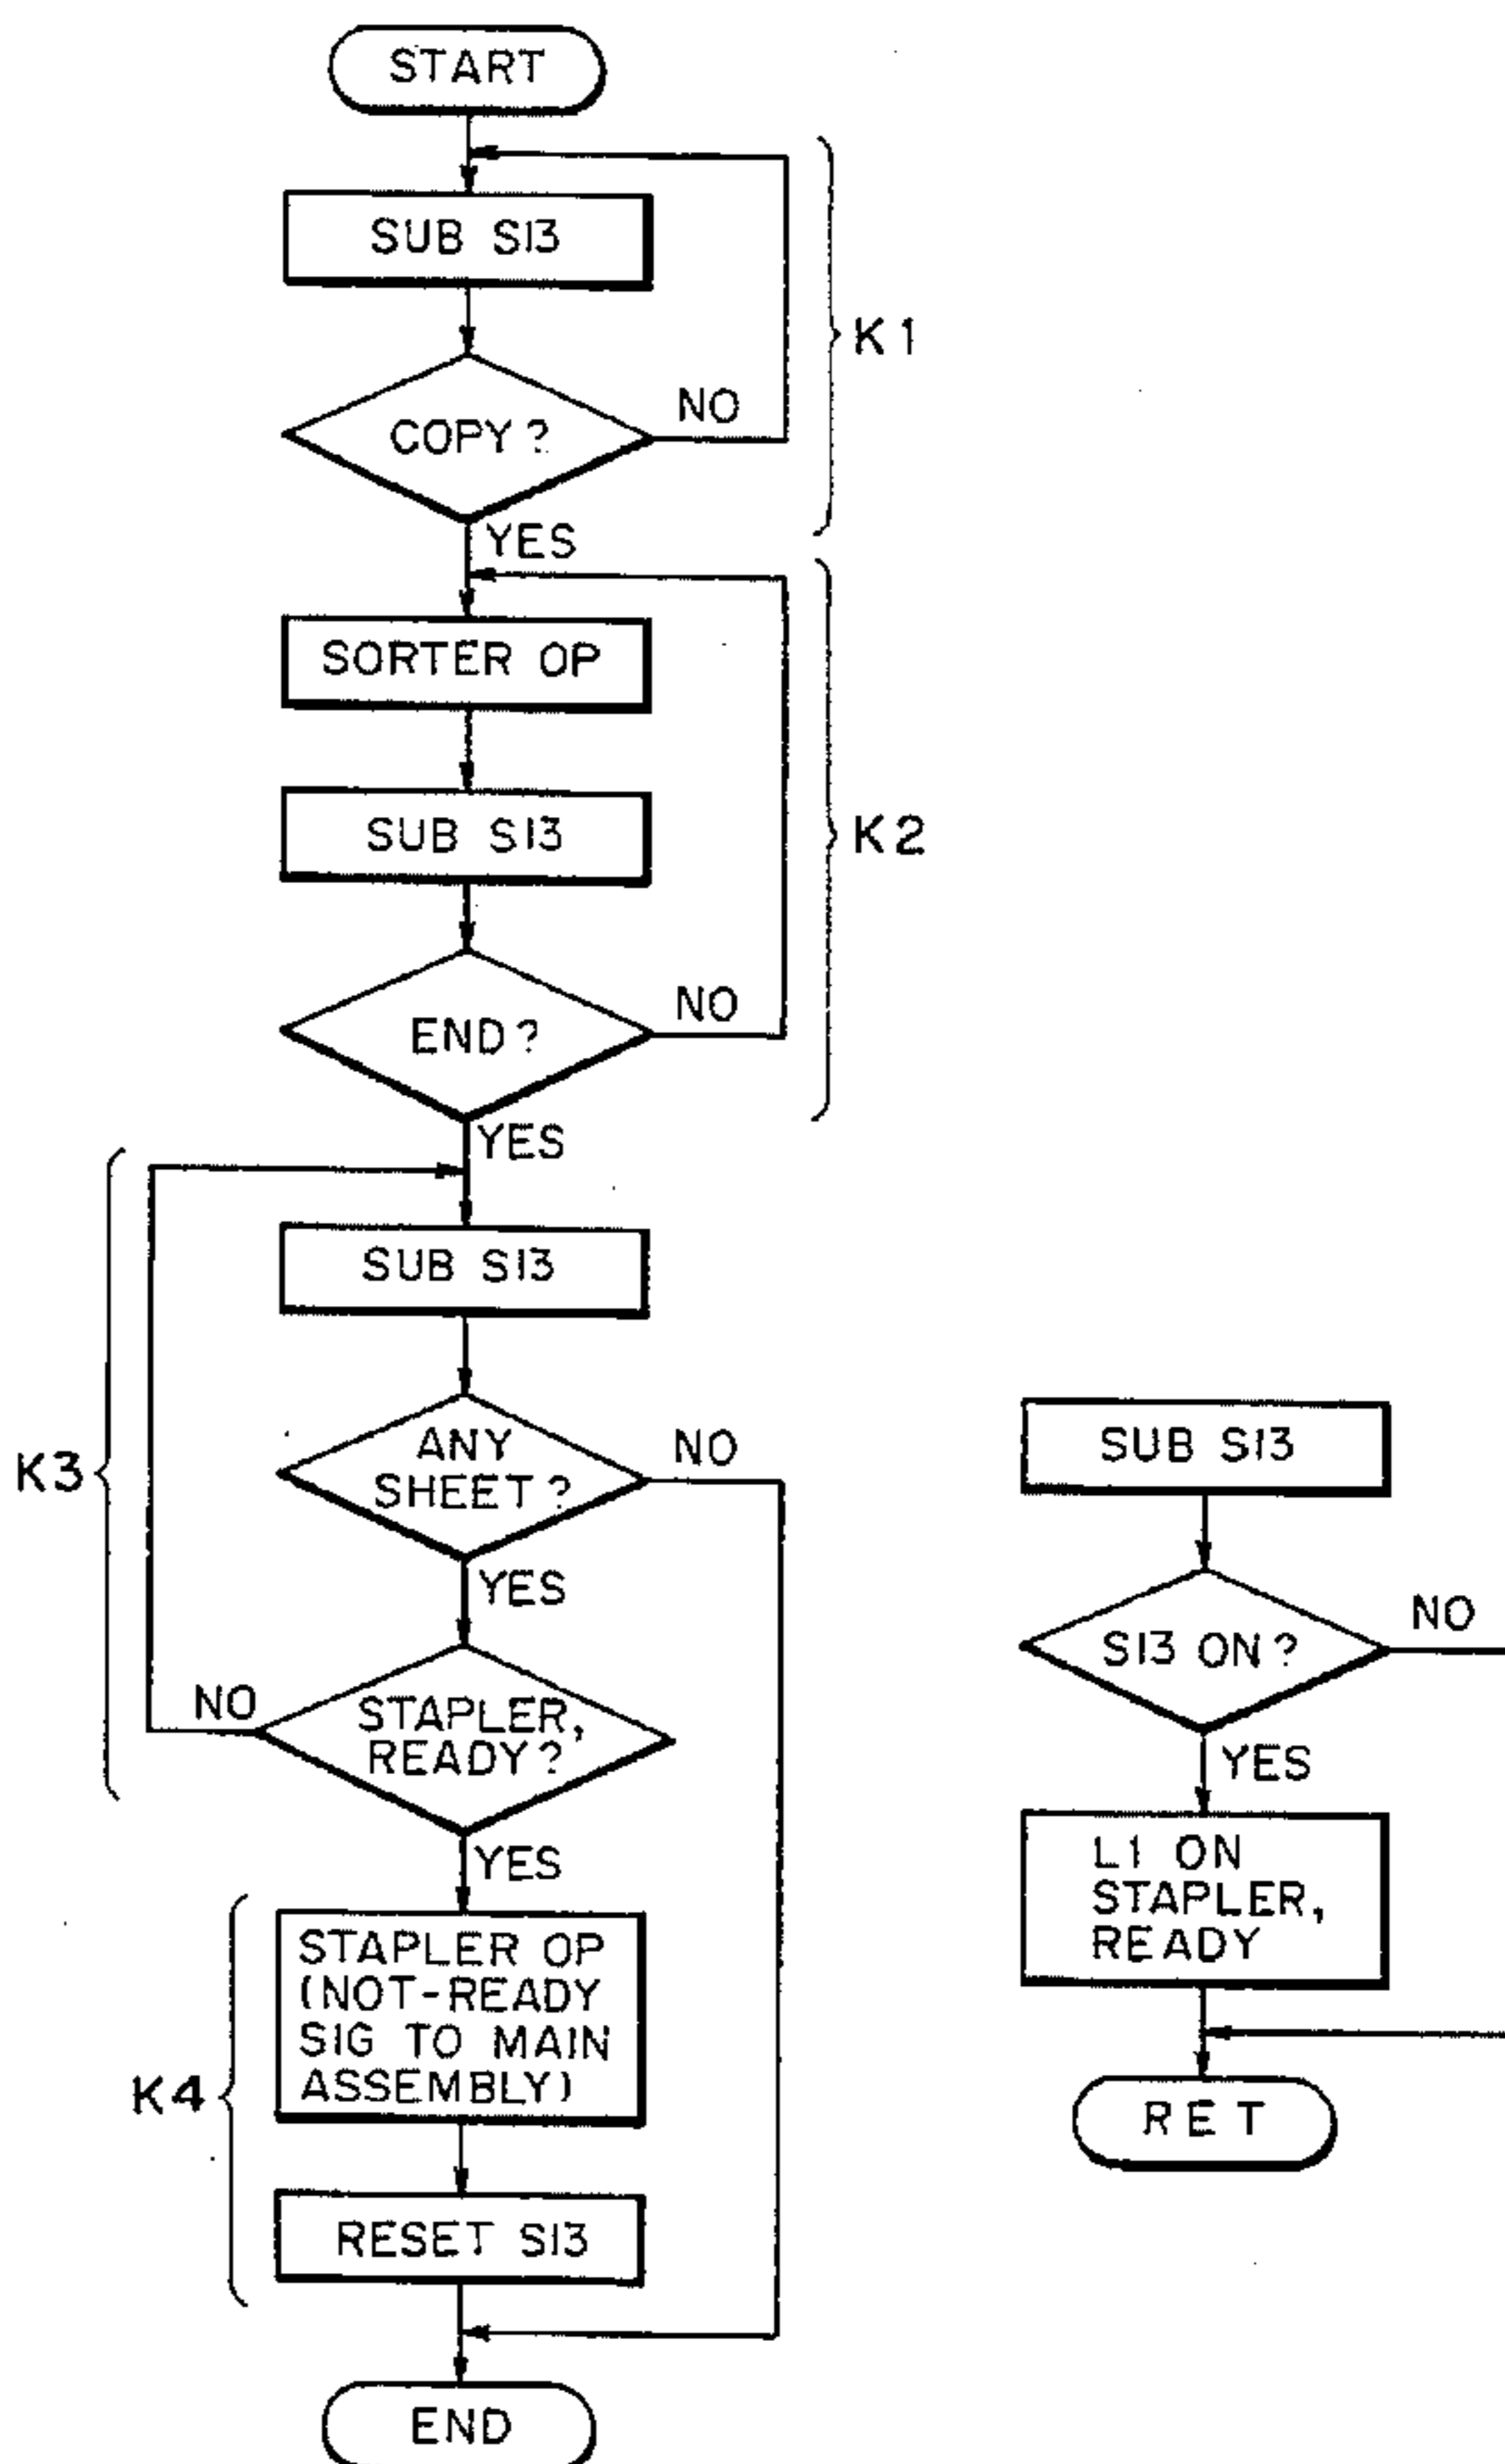 START
SUB S13
COPY?
NO
K1
YES
SORTER OP
SUB S13
K2
END?
NO
YES
SUB S13
ANY
SHEET?
NO
K3
YES
STAPLER,
READY?
NO
YES
STAPLER OP
(NOT-READY
SIG TO MAIN
ASSEMBLY)
K4
RESET S13
END
SUB S13
S13 ON?
NO
YES
L1 ON
STAPLER,
READY
RET